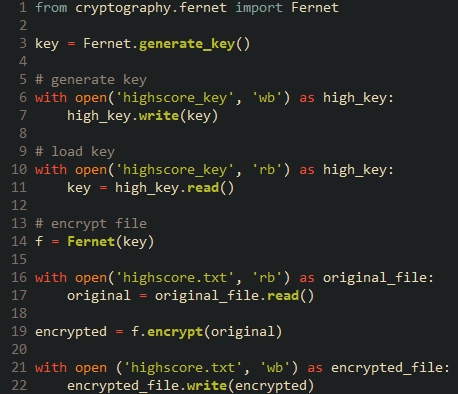 1 from cryptography.fernet import Fernet
2
3 key = Fernet.generate_key()
4
5 # generate key
6 with open('highscore_key', 'wb') as high_key:
7     high_key.write(key)
8
9 # load key
10 with open('highscore_key', 'rb') as high_key:
11     key = high_key.read()
12
13 # encrypt file
14 f = Fernet(key)
15
16 with open('highscore.txt', 'rb') as original_file:
17     original = original_file.read()
18
19 encrypted = f.encrypt(original)
20
21 with open ('highscore.txt', 'wb') as encrypted_file:
22     encrypted_file.write(encrypted)